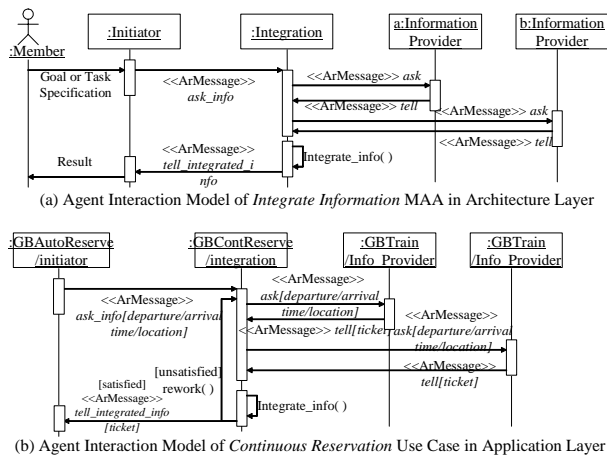 :Member
:Initiator
:Integration
a:Information
Provider
b:Information
Provider
Goal or Task
Specification
<<ArMessage>>
ask_info
<<ArMessage>> ask
<<ArMessage>> tell
<<ArMessage>> ask
<<ArMessage>> tell
Result
<<ArMessage>>
tell_integrated_i
nfo
Integrate_info( )
(a) Agent Interaction Model of Integrate Information MAA in Architecture Layer
:GBAutoReserve
/initiator
:GBContReserve
/integration
:GBTrain
/Info_Provider
:GBTrain
/Info_Provider
<<ArMessage>>
ask_info[departure/arrival
time/location]
<<ArMessage>>
ask[departure/arrival
time/location]
<<ArMessage>> tell[ticket]
<<ArMessage>>
ask[departure/arrival
time/location]
<<ArMessage>>
tell[ticket]
[unsatisfied]
rework( )
[satisfied]
<<ArMessage>>
tell_integrated_info
[ticket]
Integrate_info( )
(b) Agent Interaction Model of Continuous Reservation Use Case in Application Layer